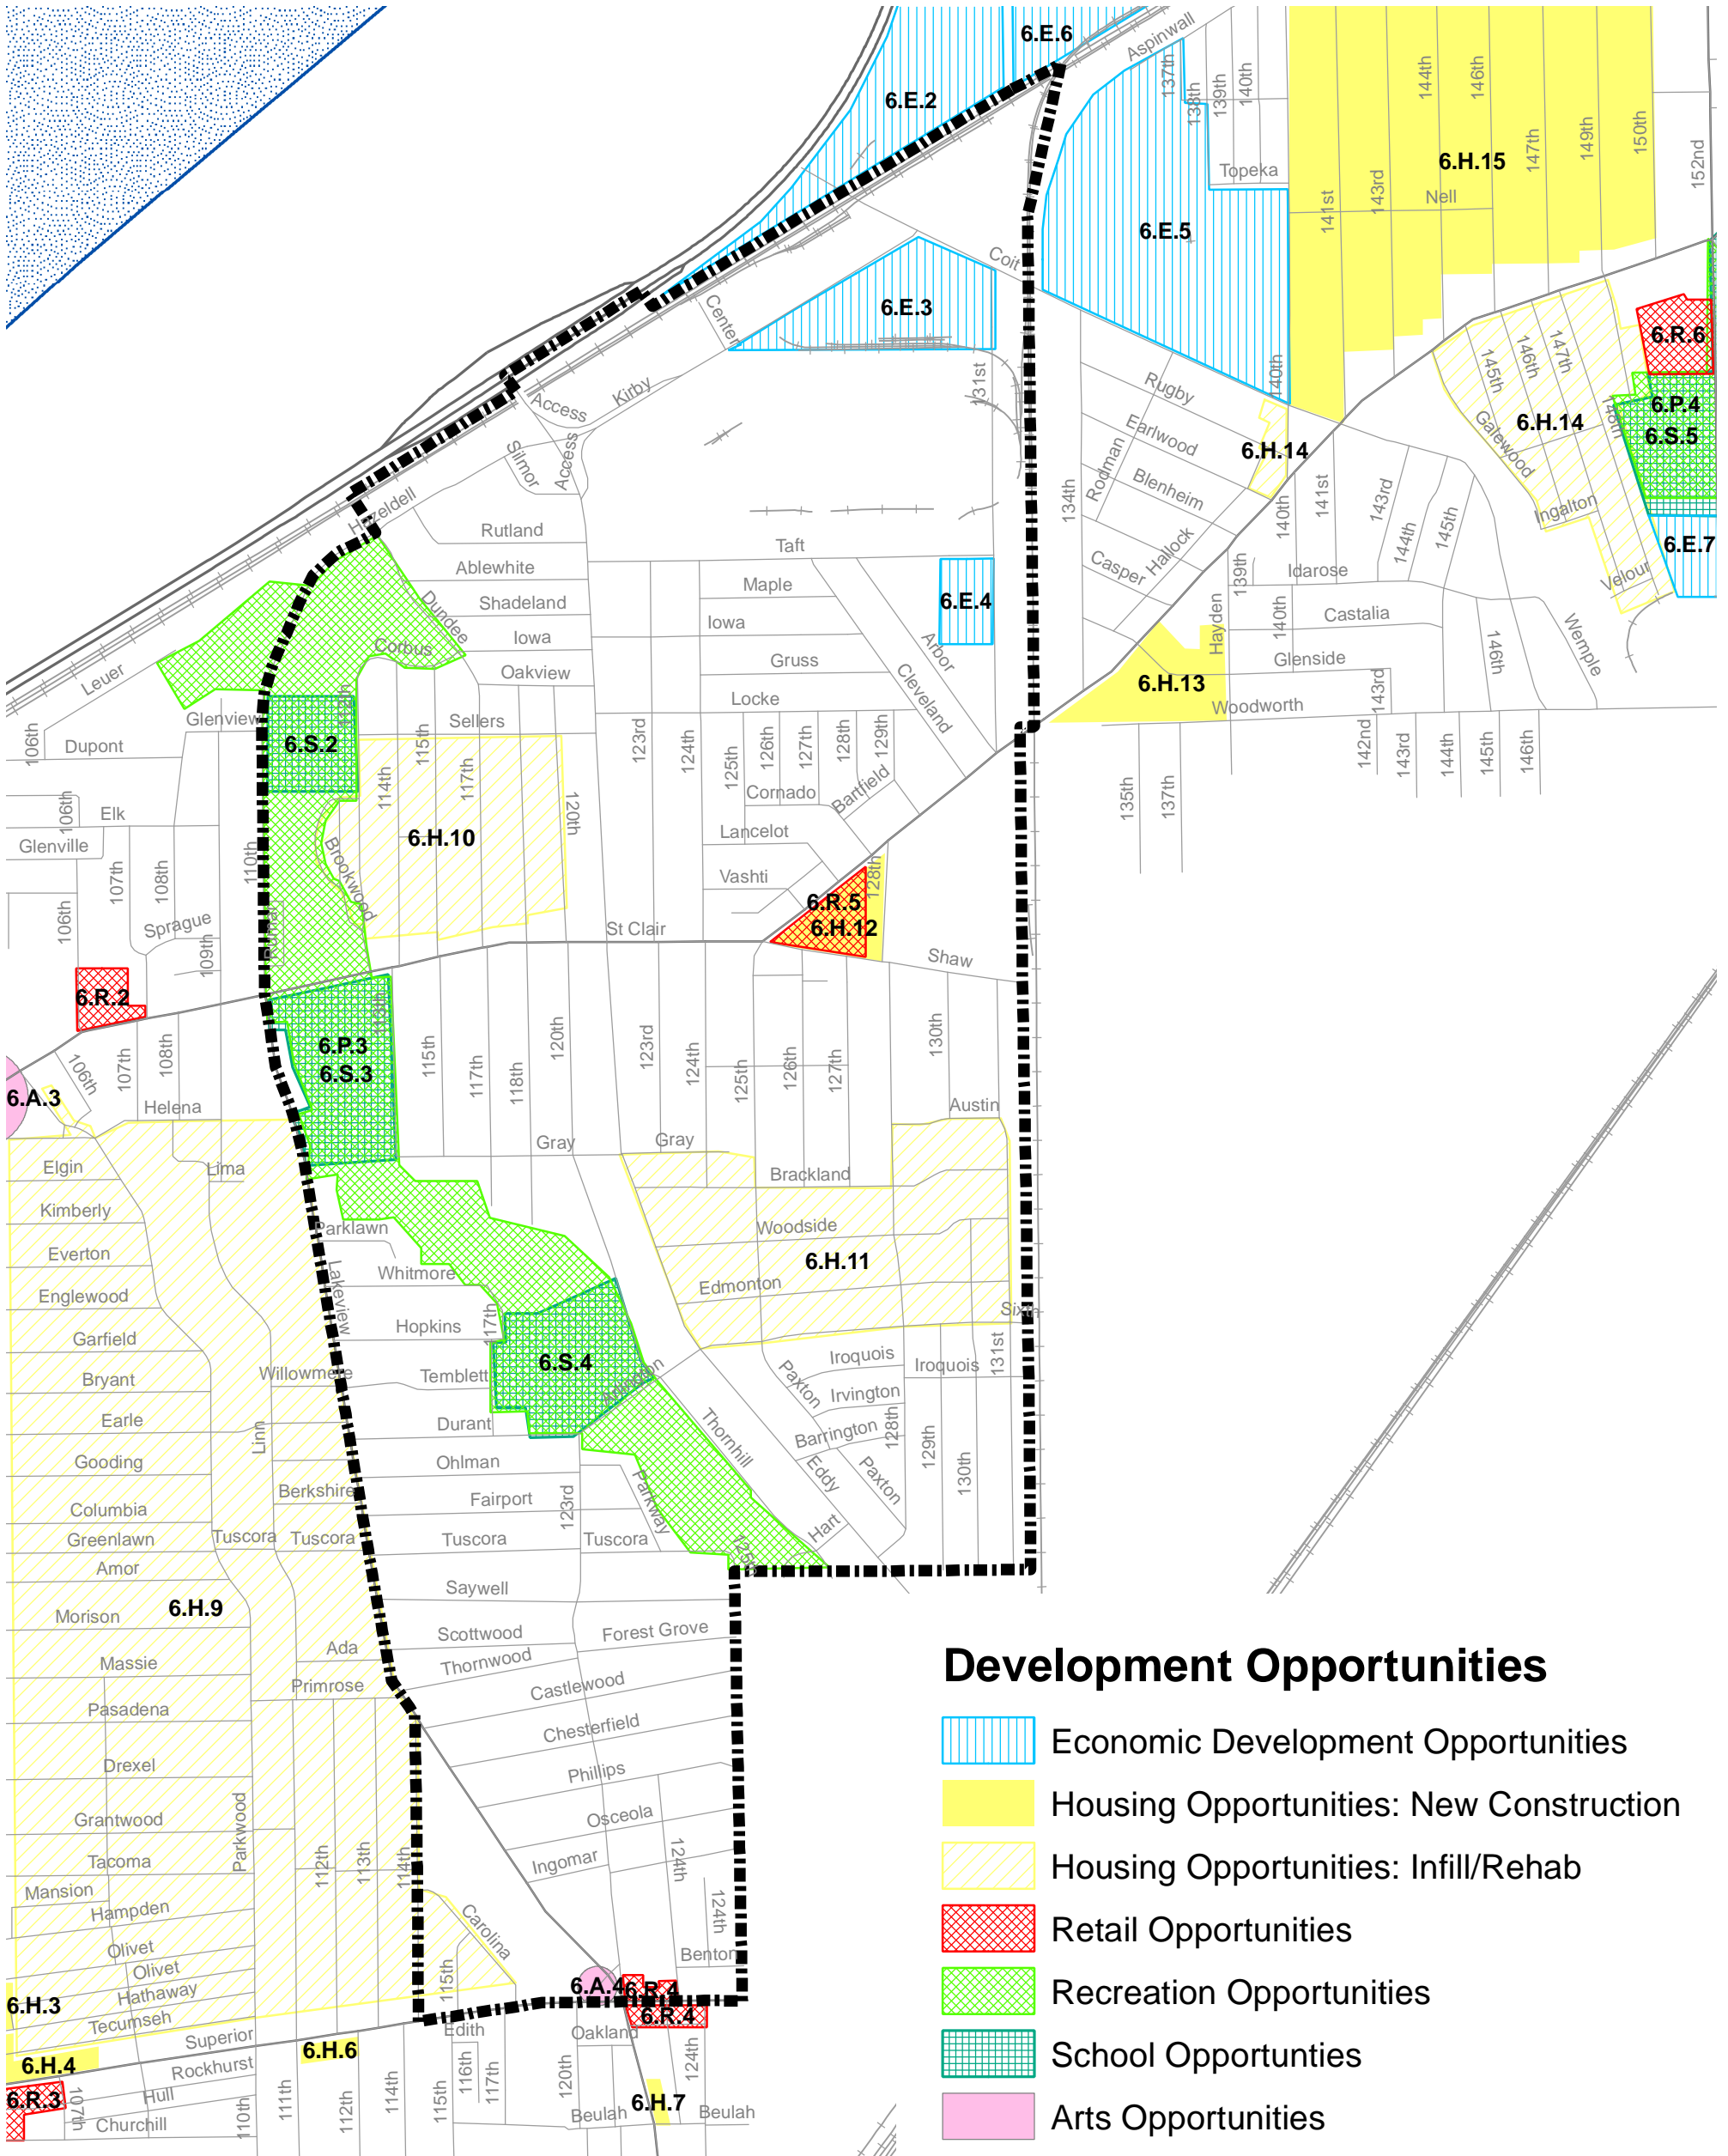 6.E.6
Aspinwall
137th
138th
139th
140th
144th
146th
147th
149th
150th
152nd
6.E.2
6.H.15
Topeka
141st
143rd
Nell
6.E.5
Coit
6.E.3
Center
6.R.6
131st
140th
Rugby
145th
146th
147th
148th
Kirby
Access
Access
Silmor
Earlwood
6.H.14
6.H.14
Galewood
6.P.4
6.S.5
Rodman
134th
Blenheim
Hazeldell
Rutland
Taft
140th
141st
143rd
144th
145th
Ingalton
6.E.7
Hallock
Casper
139th
Idarose
Velour
Ablewhite
Maple
Shadeland
Dundee
6.E.4
Iowa
Iowa
Arbor
Hayden
140th
Castalia
146th
Wemple
Corbus
Oakview
Gruss
Cleveland
Glenside
Leuer
6.H.13
143rd
Woodworth
Locke
Glenview
112th
Sellers
106th
Dupont
6.S.2
115th
114th
117th
123rd
124th
125th
126th
127th
128th
129th
142nd
143rd
144th
145th
146th
135th
137th
Cornado
Bartfield
120th
106th
Elk
Glenville
6.H.10
Lancelot
110th
107th
108th
Brookwood
Vashti
128th
6.R.5
6.H.12
106th
Sprague
109th
St Clair
Shaw
6.R.2
113th
6.P.3
6.S.3
106th
107th
108th
115th
117th
118th
120th
123rd
124th
125th
126th
127th
130th
6.A.3
Helena
Austin
Gray
Gray
Elgin
Lima
Brackland
Kimberly
Parklawn
Woodside
Everton
Lakeview
Whitmore
6.H.11
Edmonton
Englewood
Sixth
Garfield
Hopkins
117th
131st
Iroquois
Iroquois
Bryant
Willowmere
Temblett
6.S.4
Arlington
Paxton
Irvington
Earle
Linn
Durant
Thornhill
Barrington
128th
129th
130th
Gooding
Ohlman
Eddy
Paxton
Berkshire
Fairport
123rd
Parkway
Columbia
Greenlawn
Tuscora
Tuscora
Tuscora
Tuscora
Hart
125th
Amor
Saywell
6.H.9
Morison
Scottwood
Forest Grove
Ada
Massie
Thornwood
Primrose
Castlewood
Pasadena
Chesterfield
Drexel
Phillips
Grantwood
Osceola
Parkwood
Tacoma
112th
113th
114th
Ingomar
124th
Mansion
Hampden
Carolina
124th
Olivet
Olivet
Benton
115th
Hathaway
6.A.4
6.R.4
6.R.4
6.H.3
Tecumseh
Superior
Edith
Oakland
6.H.6
6.H.4
Rockhurst
6.R.3
107th
Hull
Churchill
110th
111th
112th
114th
115th
116th
117th
120th
124th
6.H.7
Beulah
Beulah
Development Opportunities
Economic Development Opportunities
Housing Opportunities: New Construction
Housing Opportunities: Infill/Rehab
Retail Opportunities
Recreation Opportunities
School Opportunties
Arts Opportunities